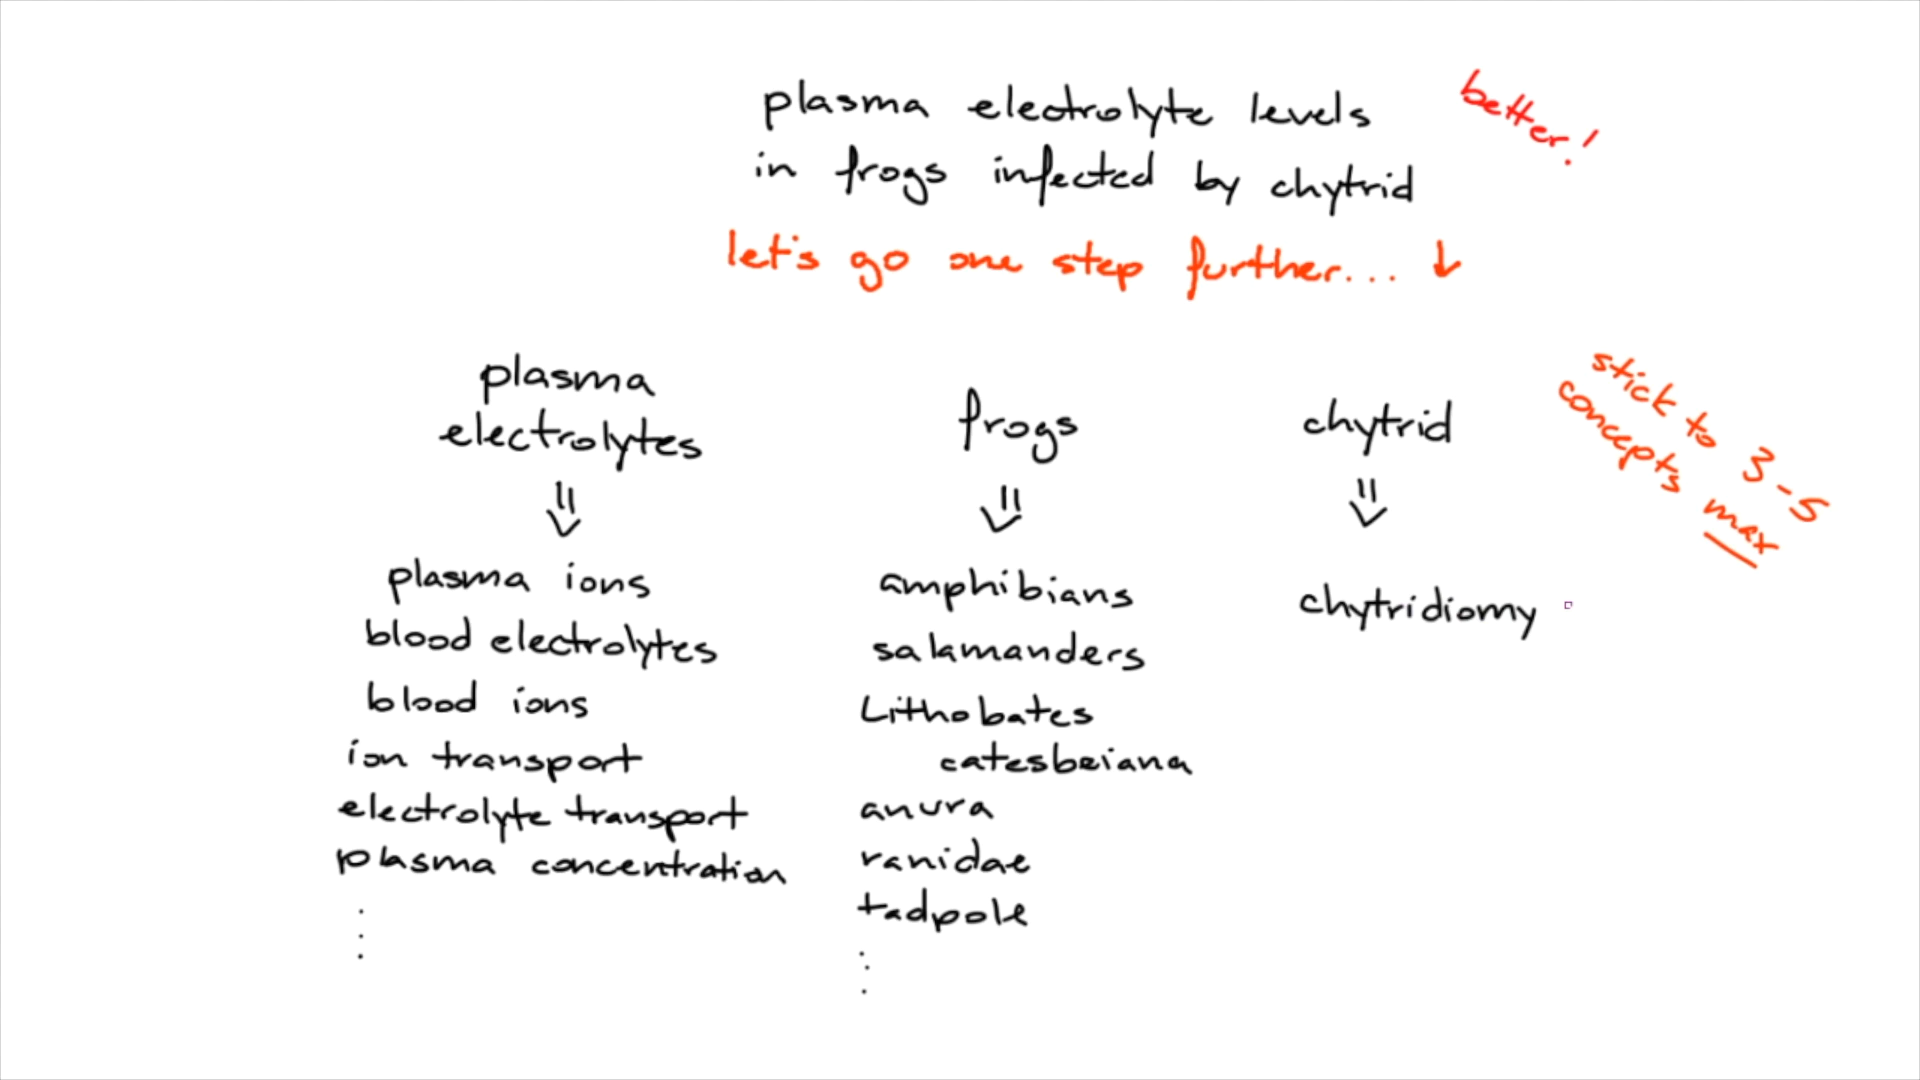 plasma electrolyte levels
in frogs infected by chytrid
better!
let's go one step further...
plasma
electrolytes
frogs
chytrid
stick to 3-5
concepts max
plasma ions
blood electrolytes
blood ions
ion transport
electrolyte transport
plasma concentration
amphibians
salamanders
Lithobates
catesbeiana
anura
ranidae
tadpole
chytridiomy